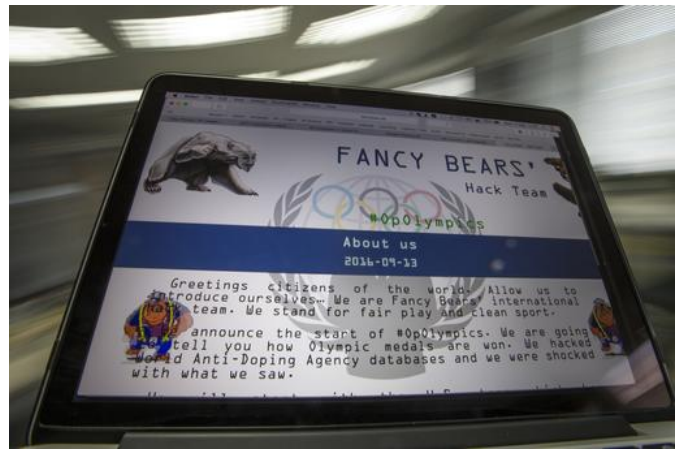 FANCY BEARS'
Hack Team
#OpOlympics
About us
2016-09-13
Greetings citizens of the world. Allow us to
introduce ourselves… We are Fancy Bears' international
team. We stand for fair play and clean sport.
announce the start of #OpOlympics. We are going
tell you how Olympic medals are won. We hacked
World Anti-Doping Agency databases and we were shocked
with what we saw.